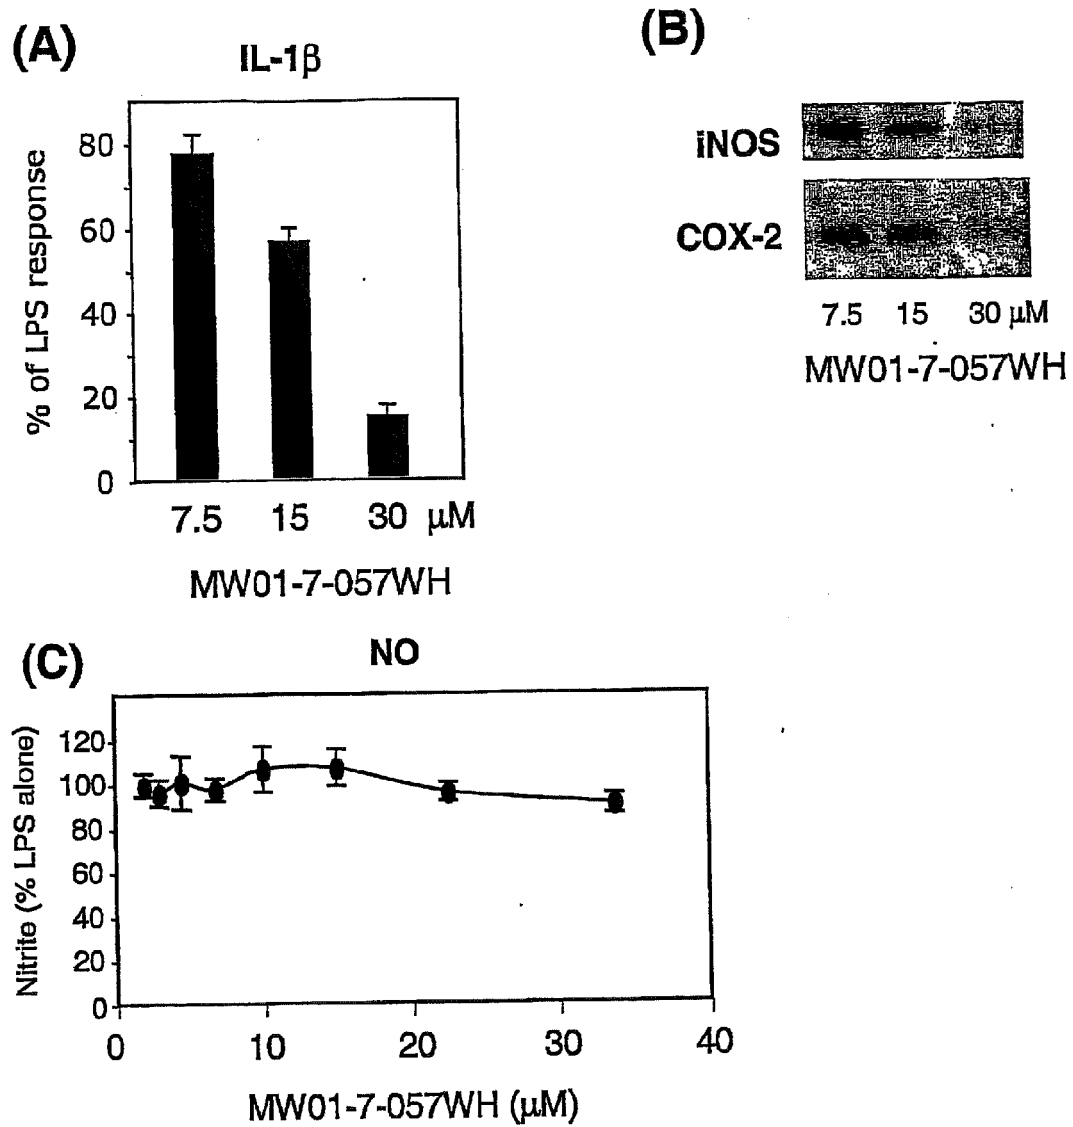 (A)
IL-1β
% of LPS response
80
60
40
20
0
7.5 15 30 μM
MW01-7-057WH
(B)
iNOS
COX-2
7.5 15 30 μM
MW01-7-057WH
(C)
NO
Nitrite (% LPS alone)
120
100
80
60
40
20
0
0 10 20 30 40
MW01-7-057WH (μM)